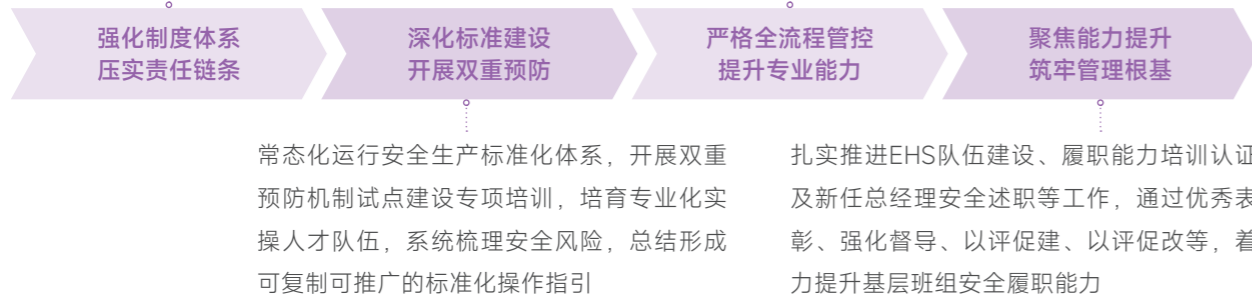 强化制度体系
压实责任链条
深化标准建设
开展双重预防
严格全流程管控
提升专业能力
聚焦能力提升
筑牢管理根基
常态化运行安全生产标准化体系，开展双重
预防机制试点建设专项培训，培育专业化实
操人才队伍，系统梳理安全风险，总结形成
可复制可推广的标准化操作指引
扎实推进EHS队伍建设、履职能力培训认证
及新任总经理安全述职等工作，通过优秀表
彰、强化督导、以评促建、以评促改等，着
力提升基层班组安全履职能力